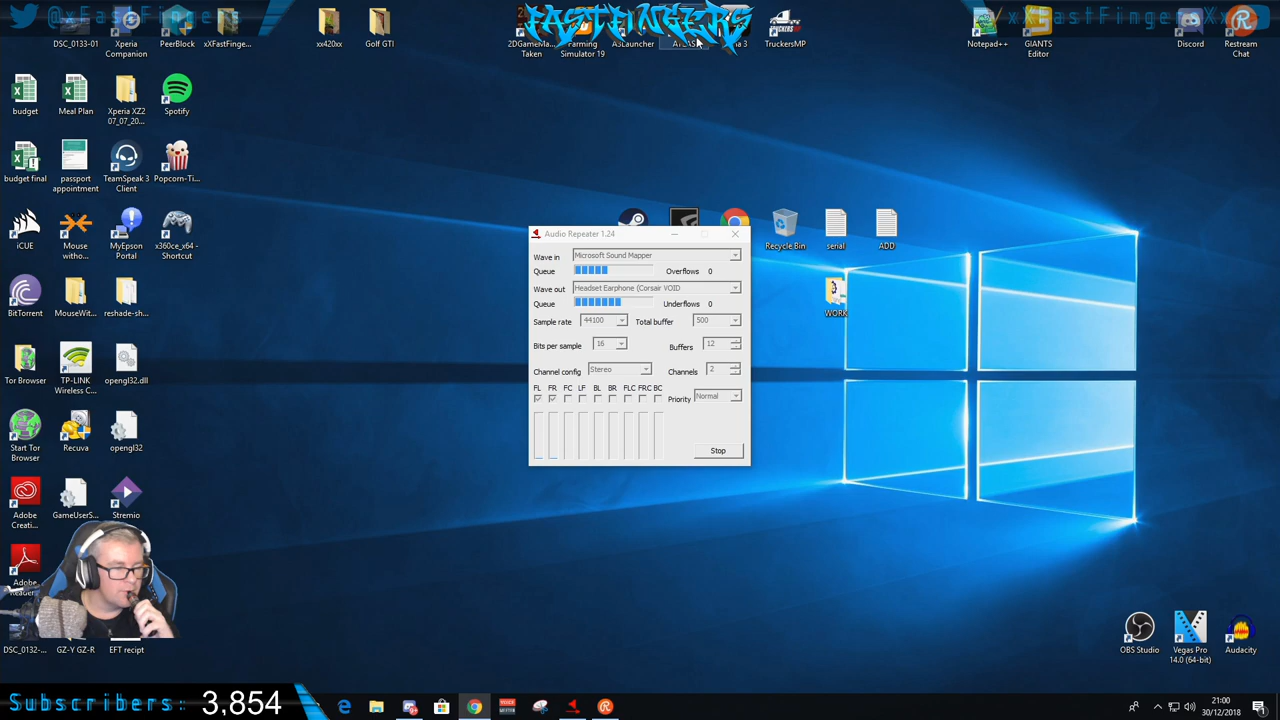 @xFastFingers
FASTFINGERS
DSC_0133-01
Xperia
Companion
PeerBlock
xXFastFinge...
xx420xx
Golf GTI
2DGameMa...
Taken
Farming
Simulator 19
TruckersMP
Notepad++
GIANTS
Editor
Discord
Restream
Chat
budget
Meal Plan
Xperia XZ2
07_07_20...
Spotify
budget final
passport
appointment
TeamSpeak 3
Client
Popcorn-Ti...
iCUE
Mouse
witho...
MyEpson
Portal
x360ce_x64 -
Shortcut
Recycle Bin
serial
ADD
WORK
BitTorrent
MouseWit...
reshade-sh...
Tor Browser
TP-LINK
Wireless C...
opengl32.dll
Start Tor
Browser
Recuva
opengl32
Adobe
Creati...
GameUserS...
Stremio
Adobe
Reader...
DSC_0132-...
GZ-Y GZ-R
EFT recipt
Audio Repeater 1.24
Wave in Microsoft Sound Mapper
Queue Overflows 0
Wave out Headset Earphone (Corsair VOID
Queue Underflows 0
Sample rate 44100 Total buffer 500
Bits per sample 16 Buffers 12
Channel config Stereo Channels 2
FL FR FC LF BL BR FLC FRC BC
Priority Normal
Stop
OBS Studio
Vegas Pro
14.0 (64-bit)
Audacity
Subscribers: 3,854
21:00
30/12/2018